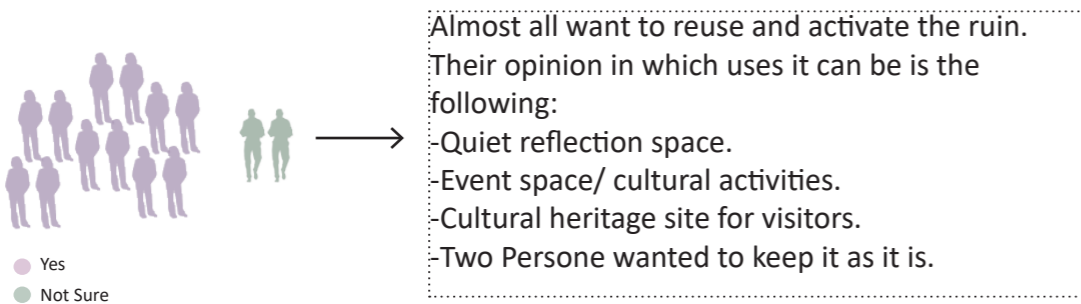 Almost all want to reuse and activate the ruin.
Their opinion in which uses it can be is the
following:
-Quiet reflection space.
-Event space/ cultural activities.
-Cultural heritage site for visitors.
-Two Persone wanted to keep it as it is.
Yes
Not Sure